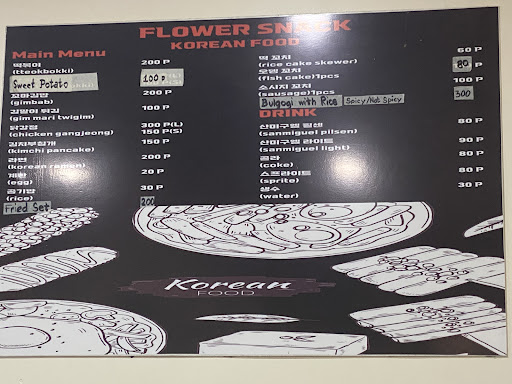 FLOWER SNACK
KOREAN FOOD
Main Menu
떡볶이 200 P
(tteokbokki)
Sweet Potato 100 P
꼬마김밥 200 P
(gimbab)
김말이 튀김 100 P
(gim mari twigim)
닭강정 300 P(L)
(chicken gangjeong) 150 P(S)
김치부침개 150 P
(kimchi pancake)
라면 200 P
(korean ramen)
계란 20 P
(egg)
공기밥 30 P
(rice)
Fried Set 200
떡 꼬치 60 P
(rice cake skewer)
오뎅 꼬치 80 P
(fish cake)1pcs
소시지 꼬치 100 P
(sausage)1pcs
Bulgogi with Rice Spicy/Not Spicy 300
DRINK
산미구엘 필센 80 P
(sanmiguel pilsen)
산미구엘 라이트 90 P
(sanmiguel light)
콜라 80 P
(coke)
스프라이트 80 P
(sprite)
생수 30 P
(water)
Korean
FOOD